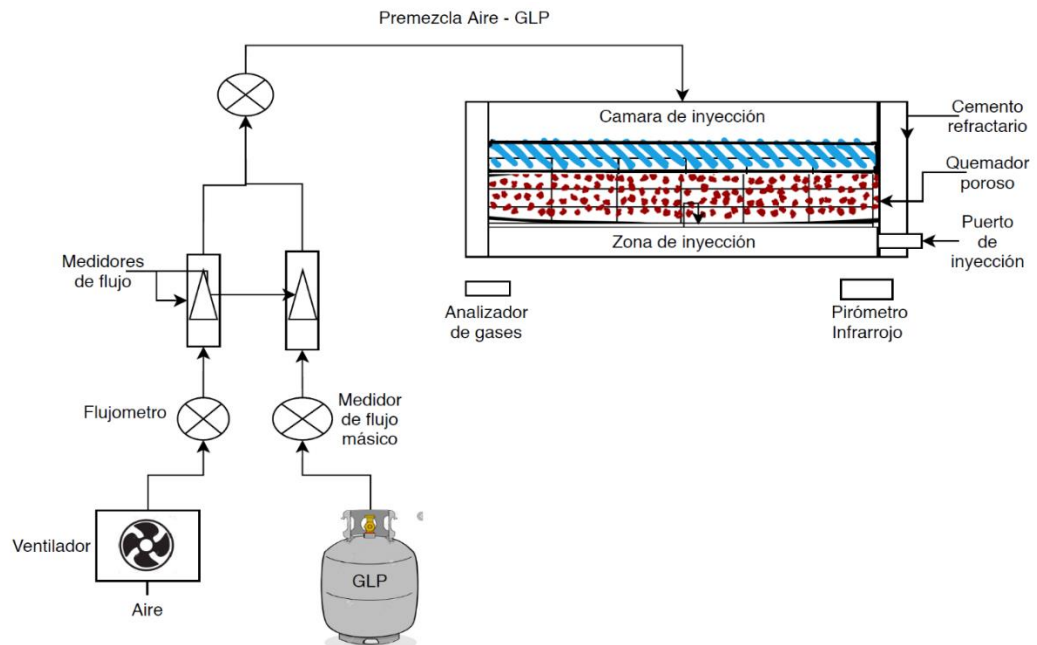 Premezcla Aire - GLP
Camara de inyección
Cemento
refractario
Quemador
poroso
Zona de inyección
Puerto
de
inyección
Medidores
de flujo
Analizador
de gases
Pirómetro
Infrarrojo
Flujometro
Medidor
de flujo
másico
Ventilador
GLP
Aire